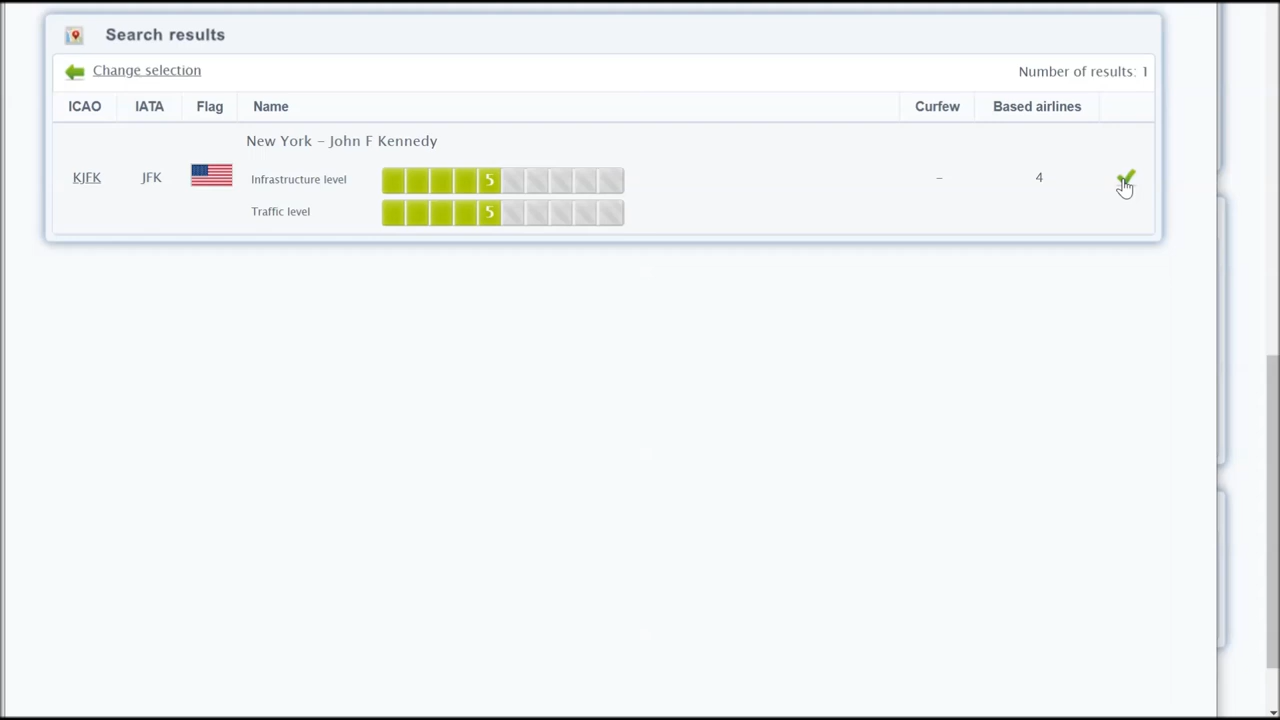 Search results
Change selection
Number of results: 1
ICAO IATA Flag Name Curfew Based airlines
New York – John F Kennedy
KJFK JFK Infrastructure level 5 – 4
Traffic level 5